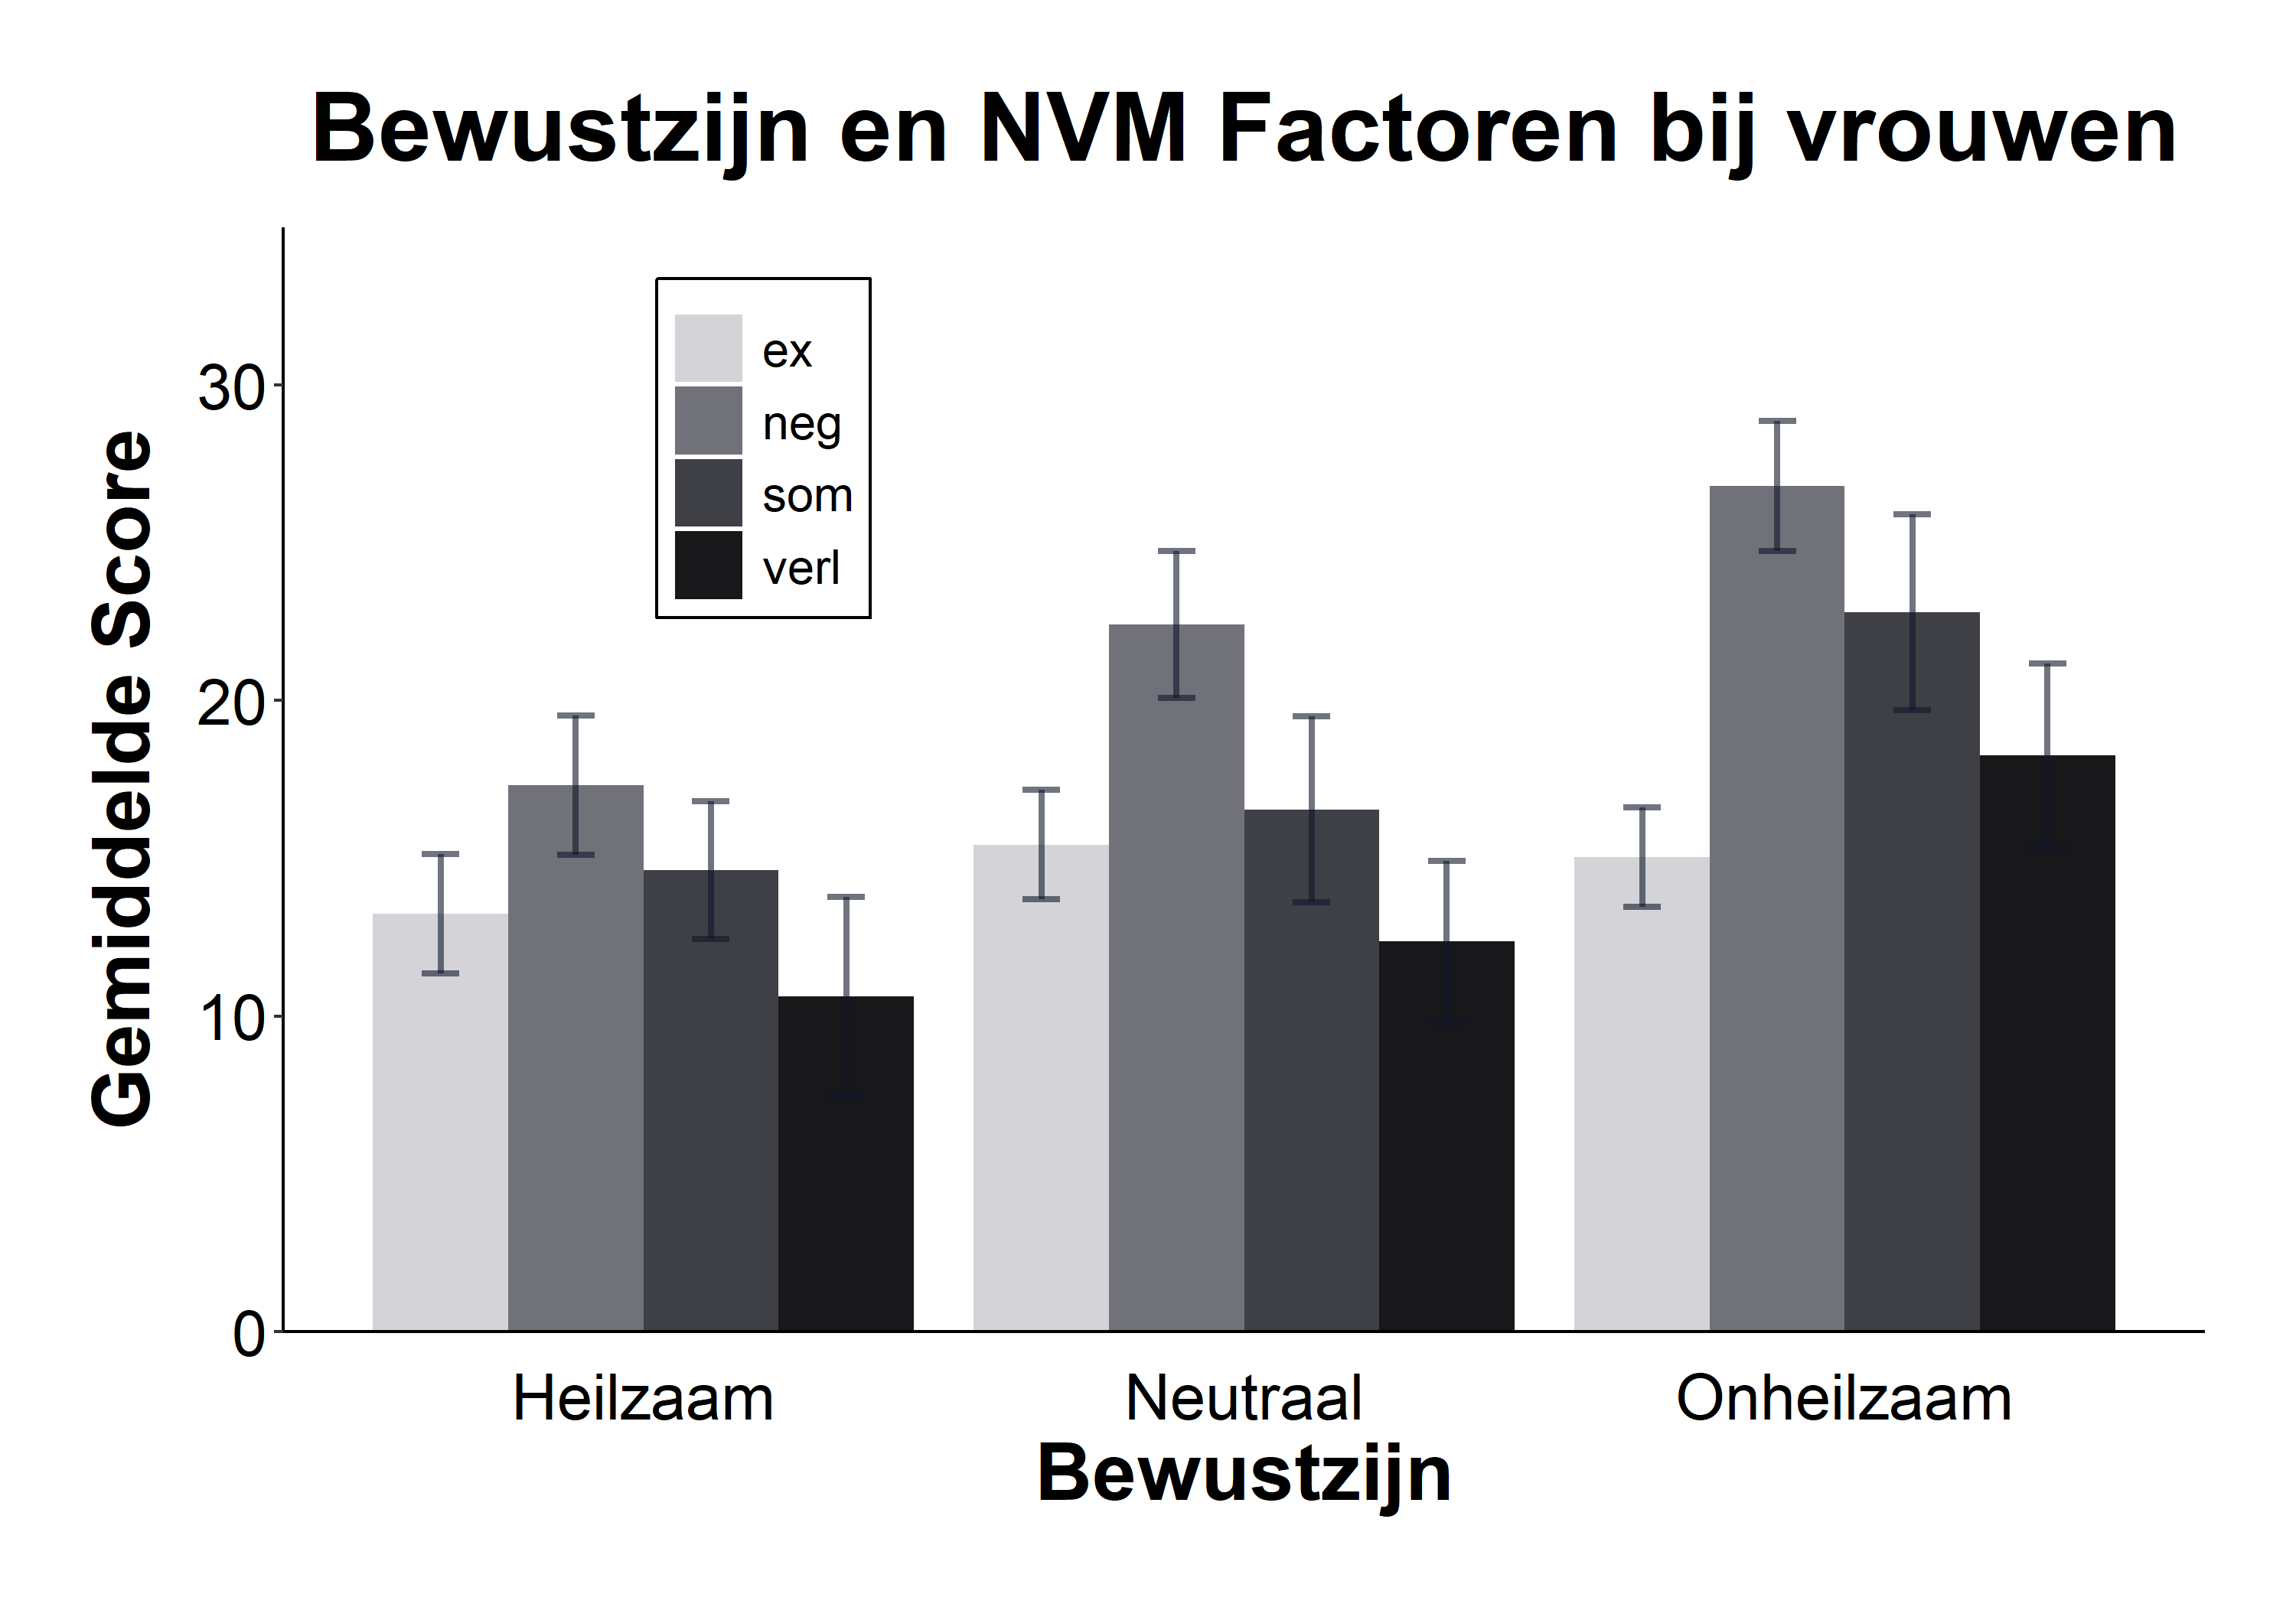 Bewustzijn en NVM Factoren bij vrouwen
Gemiddelde Score
30
20
10
0
ex
neg
som
verl
Heilzaam
Neutraal
Onheilzaam
Bewustzijn